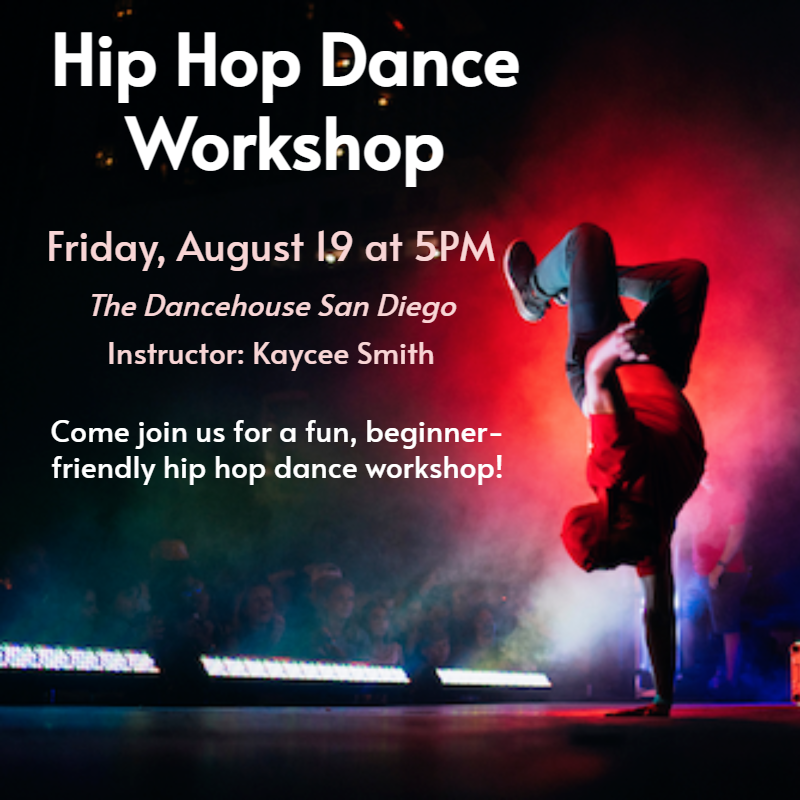 Hip Hop Dance
Workshop
Friday, August 19 at 5PM
The Dancehouse San Diego
Instructor: Kaycee Smith
Come join us for a fun, beginner-
friendly hip hop dance workshop!